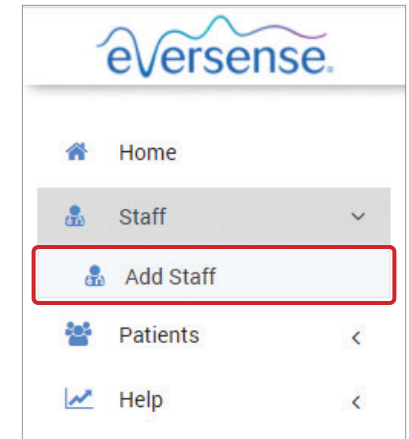 eversense.
Home
Staff
Add Staff
Patients
Help